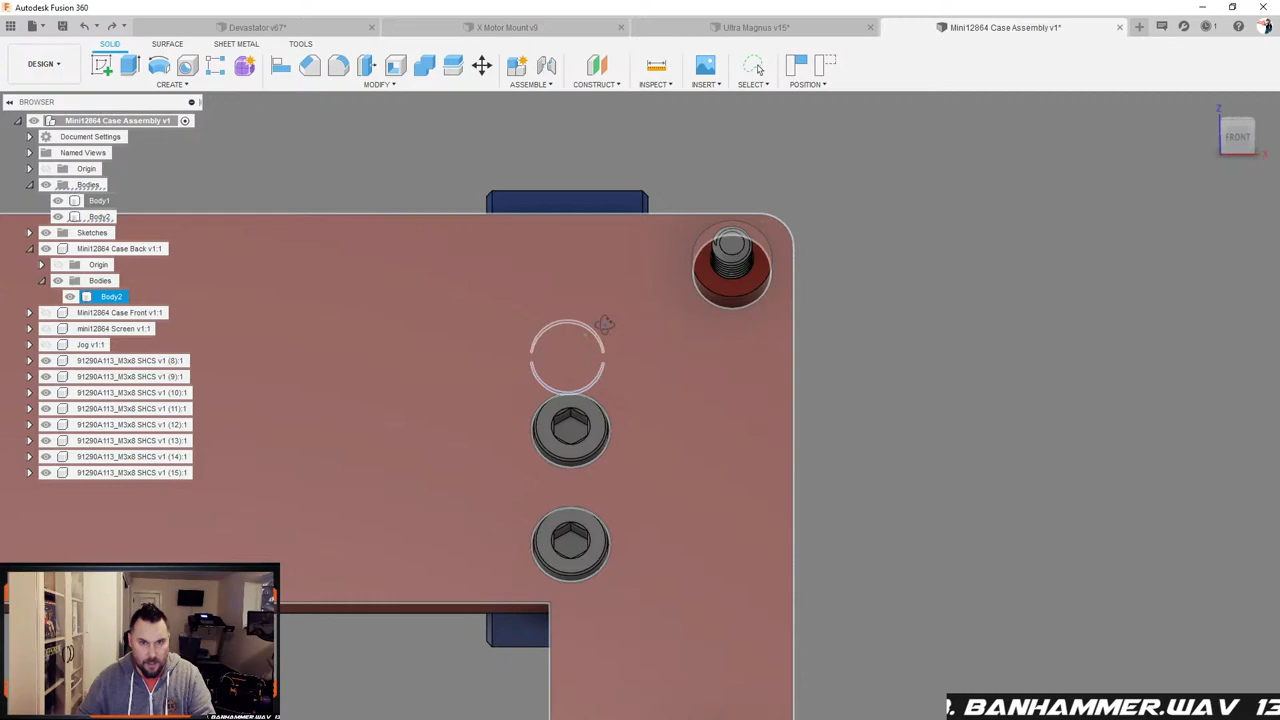 Autodesk Fusion 360
Devastator v67*
X Motor Mount v9
Ultra Magnus v15*
Mini12864 Case Assembly v1*
1
SOLID
SURFACE
SHEET METAL
TOOLS
DESIGN
CREATE
MODIFY
ASSEMBLE
CONSTRUCT
INSPECT
INSERT
SELECT
POSITION
BROWSER
Mini12864 Case Assembly v1
Document Settings
Named Views
Origin
Bodies
Body1
Body2
Sketches
Mini12864 Case Back v1:1
Origin
Bodies
Body2
Mini12864 Case Front v1:1
mini12864 Screen v1:1
Jog v1:1
91290A113_M3x8 SHCS v1 (8):1
91290A113_M3x8 SHCS v1 (9):1
91290A113_M3x8 SHCS v1 (10):1
91290A113_M3x8 SHCS v1 (11):1
91290A113_M3x8 SHCS v1 (12):1
91290A113_M3x8 SHCS v1 (13):1
91290A113_M3x8 SHCS v1 (14):1
91290A113_M3x8 SHCS v1 (15):1
Z
FRONT
X
3. BANHAMMER.WAV 13
BANHAMMER.WAV